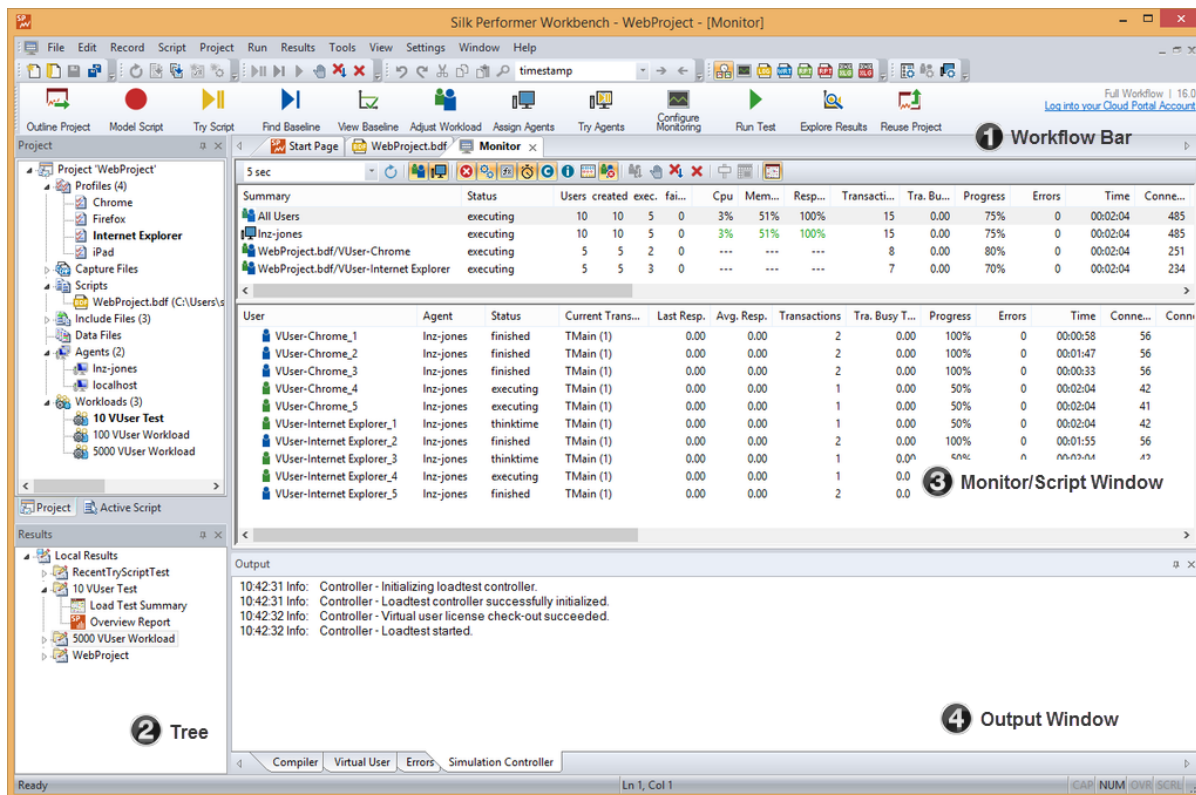 Silk Performer Workbench - WebProject - [Monitor]
File Edit Record Script Project Run Results Tools View Settings Window Help
timestamp
Full Workflow | 16.0
Log into your Cloud Portal Account
Outline Project Model Script Try Script Find Baseline View Baseline Adjust Workload Assign Agents Try Agents Configure Monitoring Run Test Explore Results Reuse Project
1 Workflow Bar
Project
Start Page WebProject.bdf Monitor
Project 'WebProject'
Profiles (4)
Chrome
Firefox
Internet Explorer
iPad
Capture Files
Scripts
WebProject.bdf (C:\Users\s
Include Files (3)
Data Files
Agents (2)
lnz-jones
localhost
Workloads (3)
10 VUser Test
100 VUser Workload
5000 VUser Workload
Project Active Script
5 sec
Summary Status Users created exec. fai... Cpu Mem... Resp... Transacti... Tra. Bu... Progress Errors Time Conne...
All Users executing 10 10 5 0 3% 51% 100% 15 0.00 75% 0 00:02:04 485
lnz-jones executing 10 10 5 0 3% 51% 100% 15 0.00 75% 0 00:02:04 485
WebProject.bdf/VUser-Chrome executing 5 5 2 0 --- --- --- 8 0.00 80% 0 00:02:04 251
WebProject.bdf/VUser-Internet Explorer executing 5 5 3 0 --- --- --- 7 0.00 70% 0 00:02:04 234
User Agent Status Current Trans... Last Resp. Avg. Resp. Transactions Tra. Busy T... Progress Errors Time Conne... Conn
VUser-Chrome_1 lnz-jones finished TMain (1) 0.00 0.00 2 0.00 100% 0 00:00:58 56
VUser-Chrome_2 lnz-jones finished TMain (1) 0.00 0.00 2 0.00 100% 0 00:01:47 56
VUser-Chrome_3 lnz-jones finished TMain (1) 0.00 0.00 2 0.00 100% 0 00:00:33 56
VUser-Chrome_4 lnz-jones executing TMain (1) 0.00 0.00 1 0.00 50% 0 00:02:04 42
VUser-Chrome_5 lnz-jones executing TMain (1) 0.00 0.00 1 0.00 50% 0 00:02:04 41
VUser-Internet Explorer_1 lnz-jones thinktime TMain (1) 0.00 0.00 1 0.00 50% 0 00:02:04 42
VUser-Internet Explorer_2 lnz-jones finished TMain (1) 0.00 0.00 2 0.00 100% 0 00:01:55 56
VUser-Internet Explorer_3 lnz-jones thinktime TMain (1) 0.00 0.00 1 0.00 50% 0 00:02:04 42
VUser-Internet Explorer_4 lnz-jones executing TMain (1) 0.00 0.00 1 0.0
VUser-Internet Explorer_5 lnz-jones finished TMain (1) 0.00 0.00 2 0.0
3 Monitor/Script Window
Results
Local Results
RecentTryScriptTest
10 VUser Test
Load Test Summary
Overview Report
5000 VUser Workload
WebProject
2 Tree
Output
10:42:31 Info: Controller - Initializing loadtest controller.
10:42:31 Info: Controller - Loadtest controller successfully initialized.
10:42:32 Info: Controller - Virtual user license check-out succeeded.
10:42:32 Info: Controller - Loadtest started.
4 Output Window
Compiler Virtual User Errors Simulation Controller
Ready Ln 1, Col 1 CAP NUM OVR SCRL